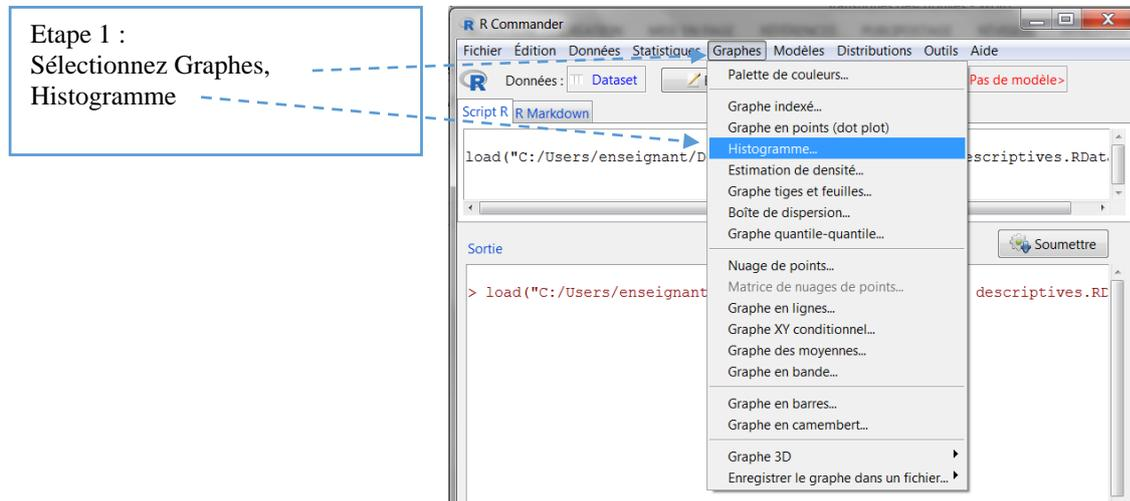 Etape 1 :
Sélectionnez Graphes,
Histogramme
R Commander
Fichier Édition Données Statistiques Graphes Modèles Distributions Outils Aide
Données : Dataset Pas de modèle>
Script R R Markdown
load("C:/Users/enseignant/D escriptives.RData
Sortie
Soumettre
> load("C:/Users/enseignant descriptives.RD
Palette de couleurs...
Graphe indexé...
Graphe en points (dot plot)
Histogramme...
Estimation de densité...
Graphe tiges et feuilles...
Boîte de dispersion...
Graphe quantile-quantile...
Nuage de points...
Matrice de nuages de points...
Graphe en lignes...
Graphe XY conditionnel...
Graphe des moyennes...
Graphe en bande...
Graphe en barres...
Graphe en camembert...
Graphe 3D
Enregistrer le graphe dans un fichier...